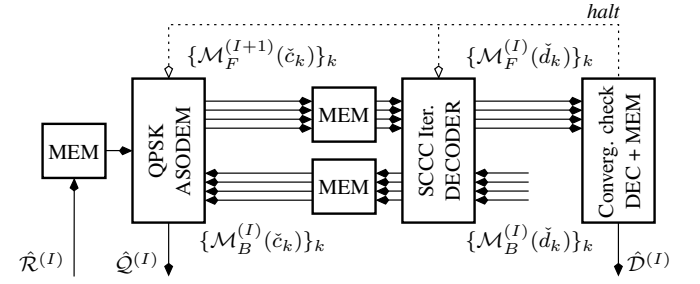 halt
{ℳ_F^{(I+1)}(č_k)}_k
{ℳ_F^{(I)}(ď_k)}_k
MEM
QPSK
ASODEM
MEM
MEM
SCCC Iter.
DECODER
Converg. check
DEC + MEM
{ℳ_B^{(I)}(č_k)}_k
{ℳ_B^{(I)}(ď_k)}_k
ℛ̂^{(I)}
𝒬̂^{(I)}
𝒟̂^{(I)}